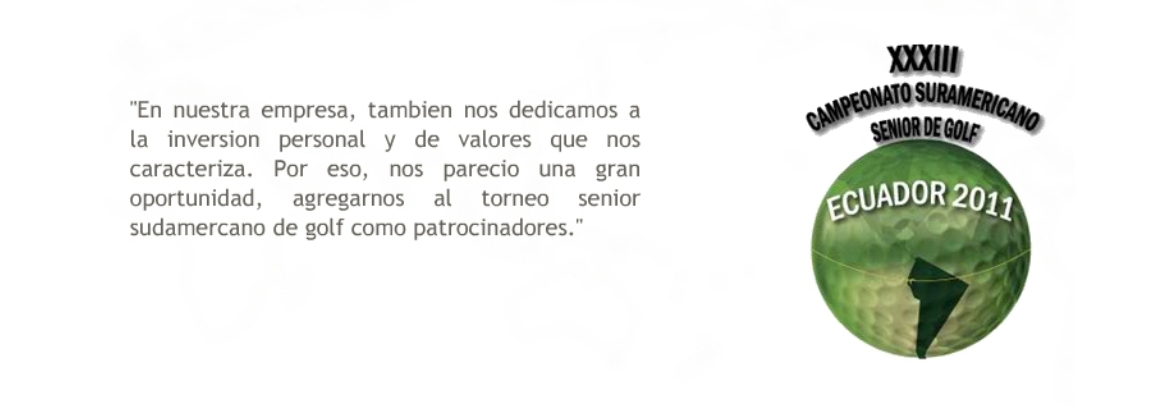 "En nuestra empresa, tambien nos dedicamos a
la inversion personal y de valores que nos
caracteriza. Por eso, nos parecio una gran
oportunidad, agregarnos al torneo senior
sudamercano de golf como patrocinadores."
XXXIII
CAMPEONATO SURAMERICANO
SENIOR DE GOLF
ECUADOR 2011